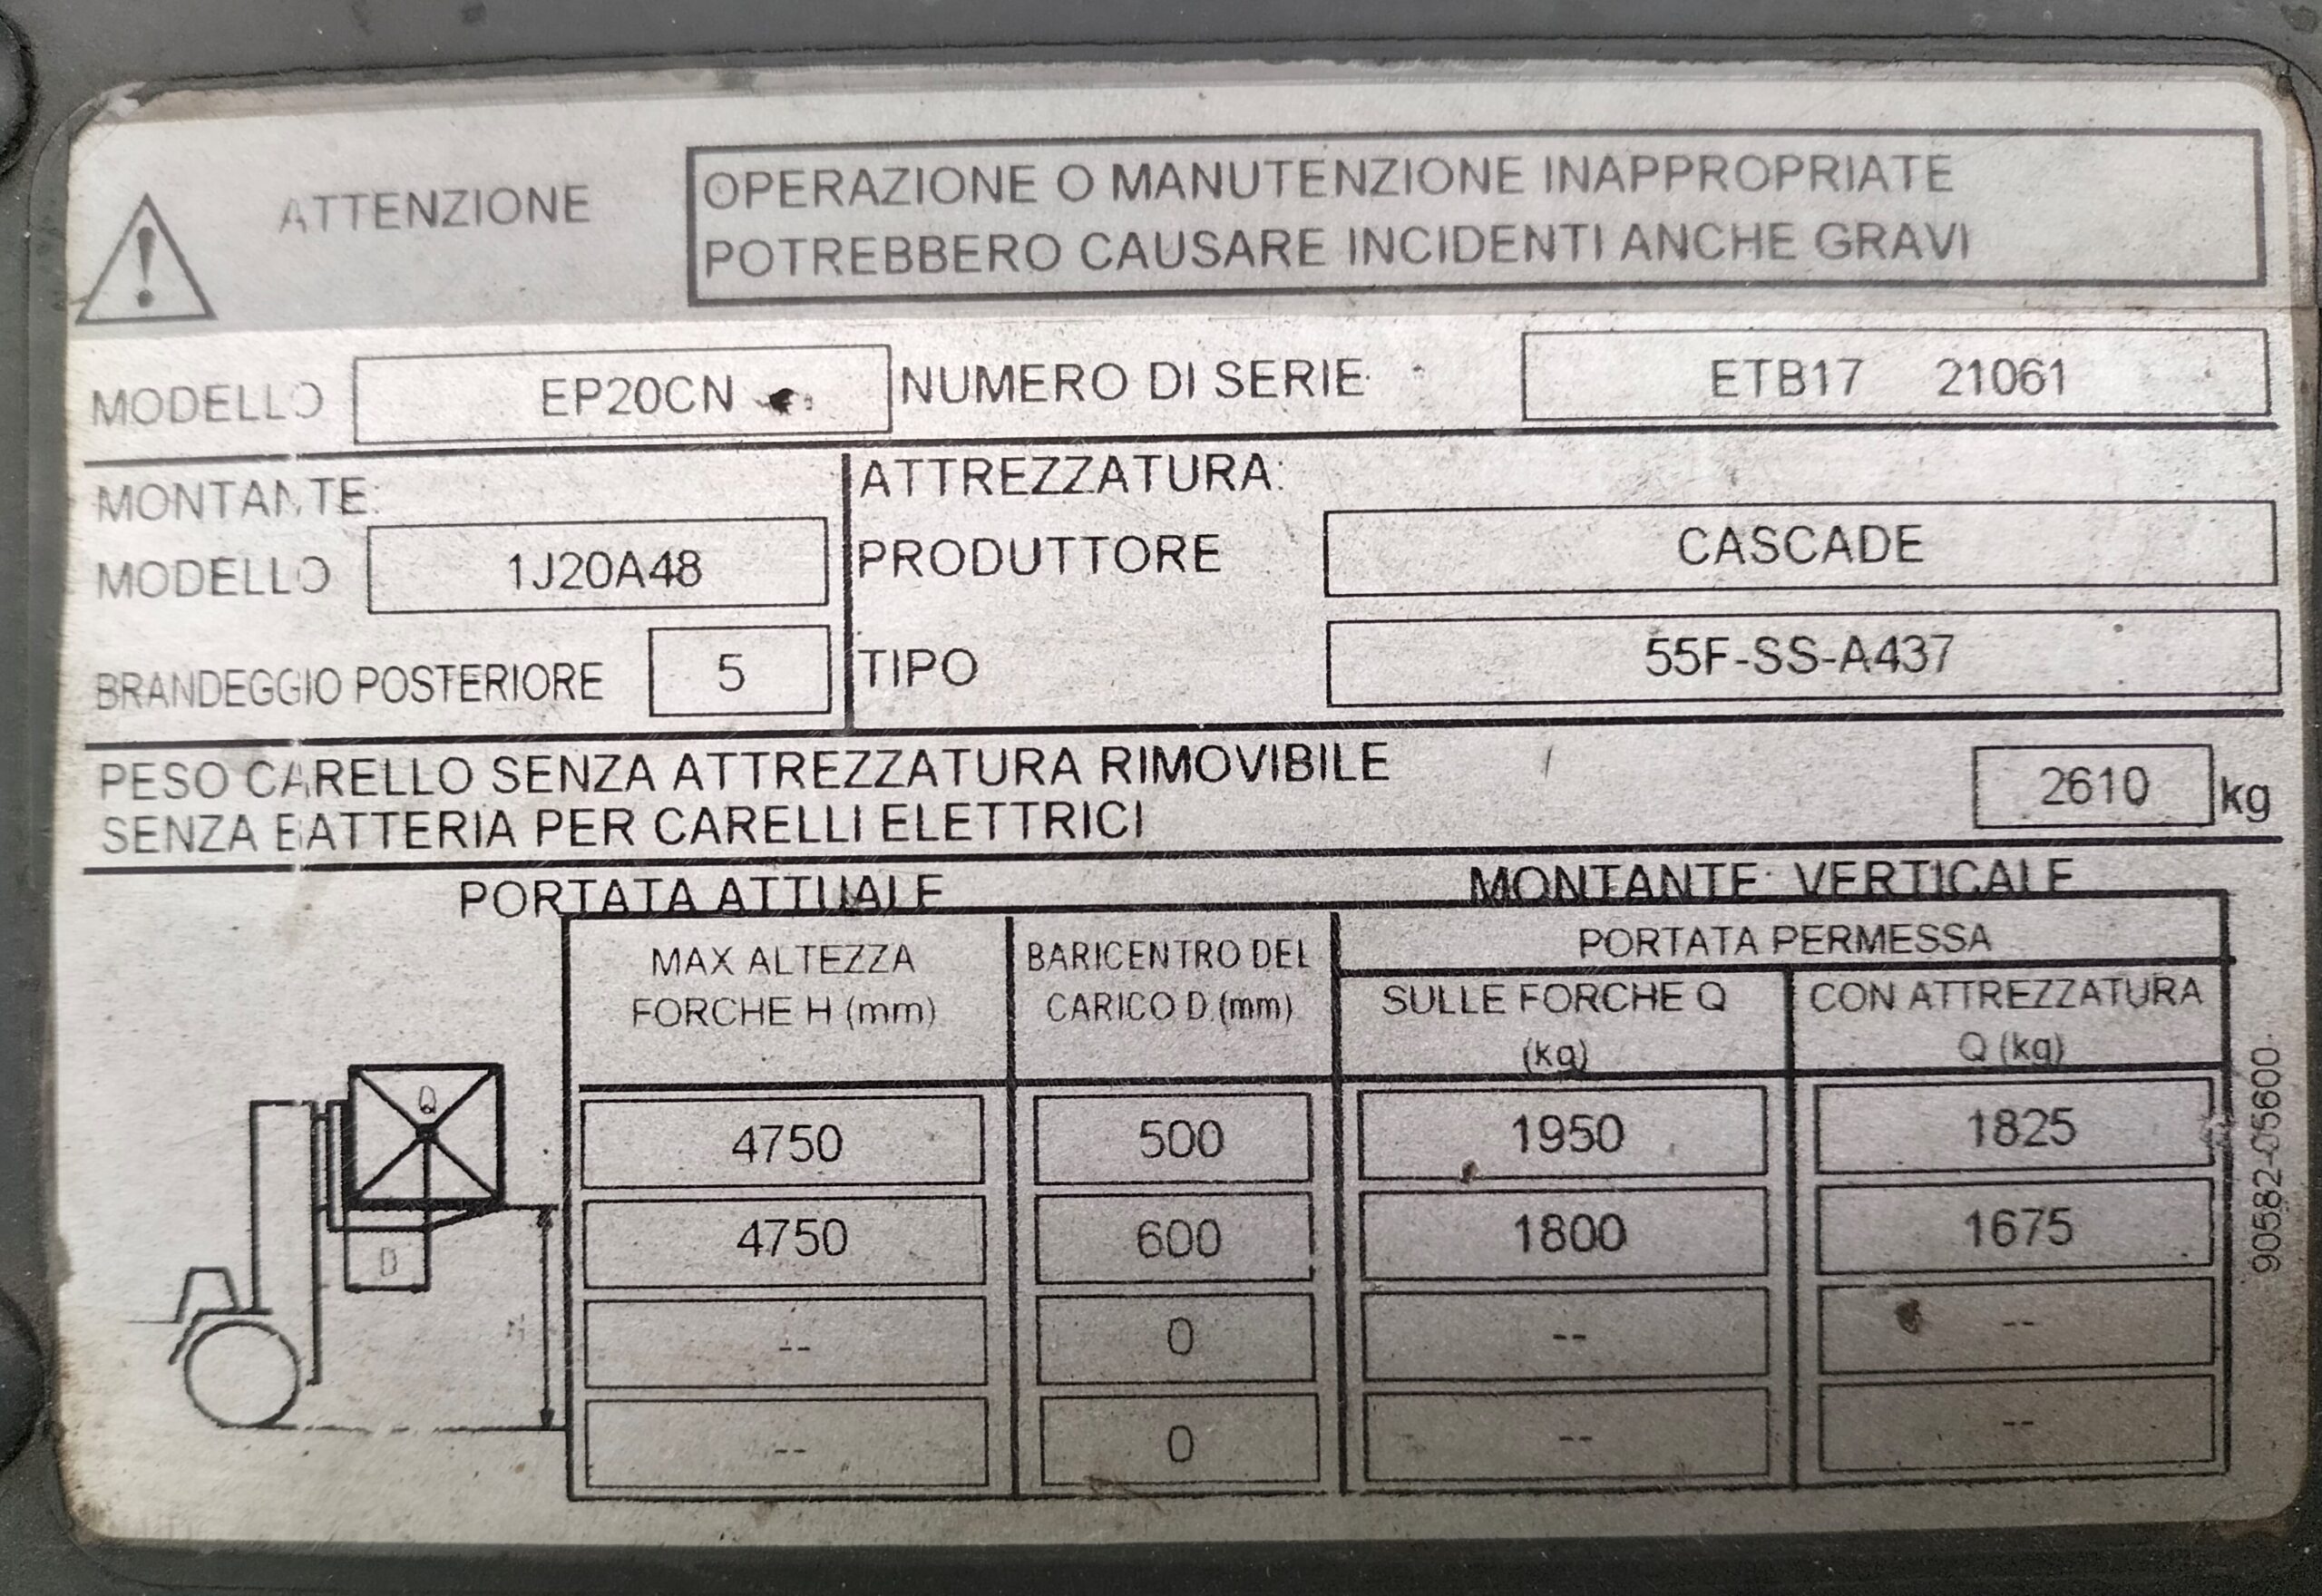 ATTENZIONE
OPERAZIONE O MANUTENZIONE INAPPROPRIATE
POTREBBERO CAUSARE INCIDENTI ANCHE GRAVI
MODELLO EP20CN NUMERO DI SERIE ETB17 21061
MONTANTE:
MODELLO 1J20A48
BRANDEGGIO POSTERIORE 5
ATTREZZATURA:
PRODUTTORE CASCADE
TIPO 55F-SS-A437
PESO CARELLO SENZA ATTREZZATURA RIMOVIBILE
SENZA BATTERIA PER CARELLI ELETTRICI
2610 kg
PORTATA ATTUALE MONTANTE: VERTICALE
MAX ALTEZZA
FORCHE H (mm)
BARICENTRO DEL
CARICO D (mm)
PORTATA PERMESSA
SULLE FORCHE Q
(kg)
CON ATTREZZATURA
Q (kg)
4750 500 1950 1825
4750 600 1800 1675
-- 0 -- --
-- 0 -- --
Q
D
H
90582-05600